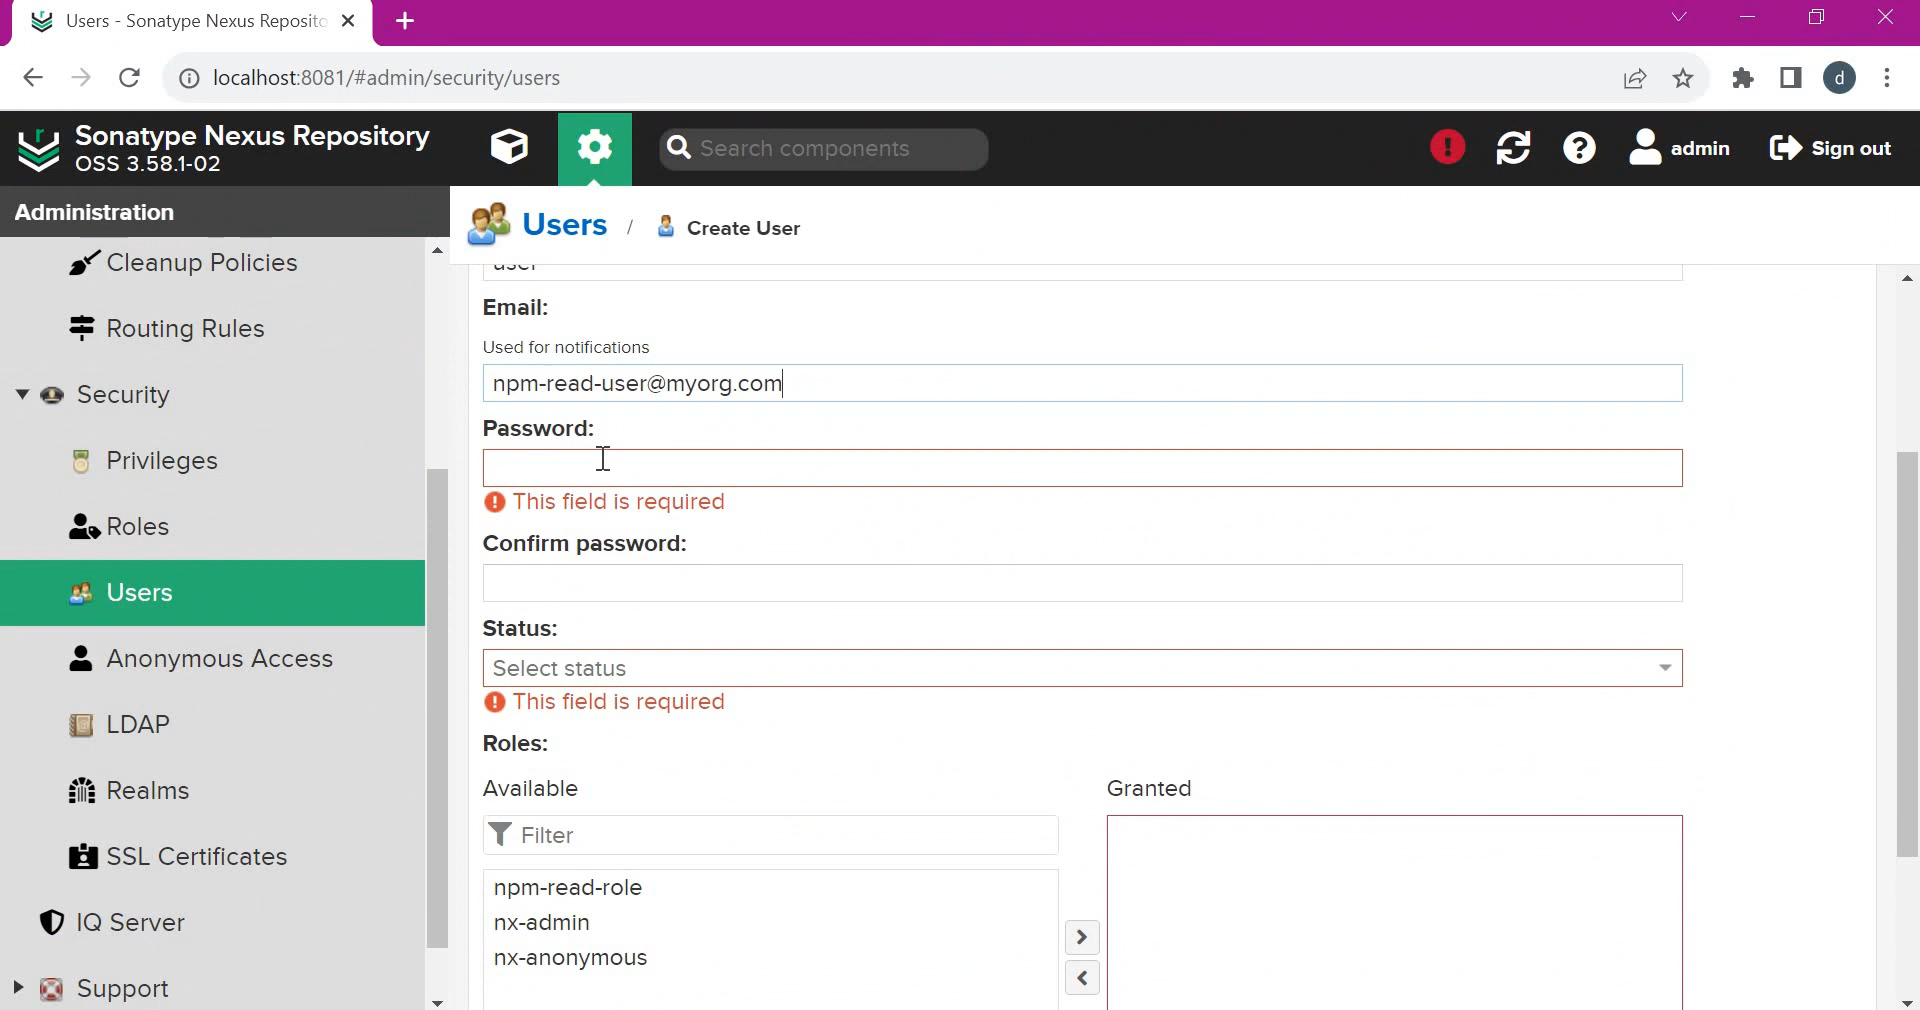 Users - Sonatype Nexus Reposito
localhost:8081/#admin/security/users
d
Sonatype Nexus Repository
OSS 3.58.1-02
Search components
admin
Sign out
Administration
Users / Create User
Cleanup Policies
Routing Rules
Security
Privileges
Roles
Users
Anonymous Access
LDAP
Realms
SSL Certificates
IQ Server
Support
user
Email:
Used for notifications
npm-read-user@myorg.com
Password:
This field is required
Confirm password:
Status:
Select status
This field is required
Roles:
Available
Granted
Filter
npm-read-role
nx-admin
nx-anonymous